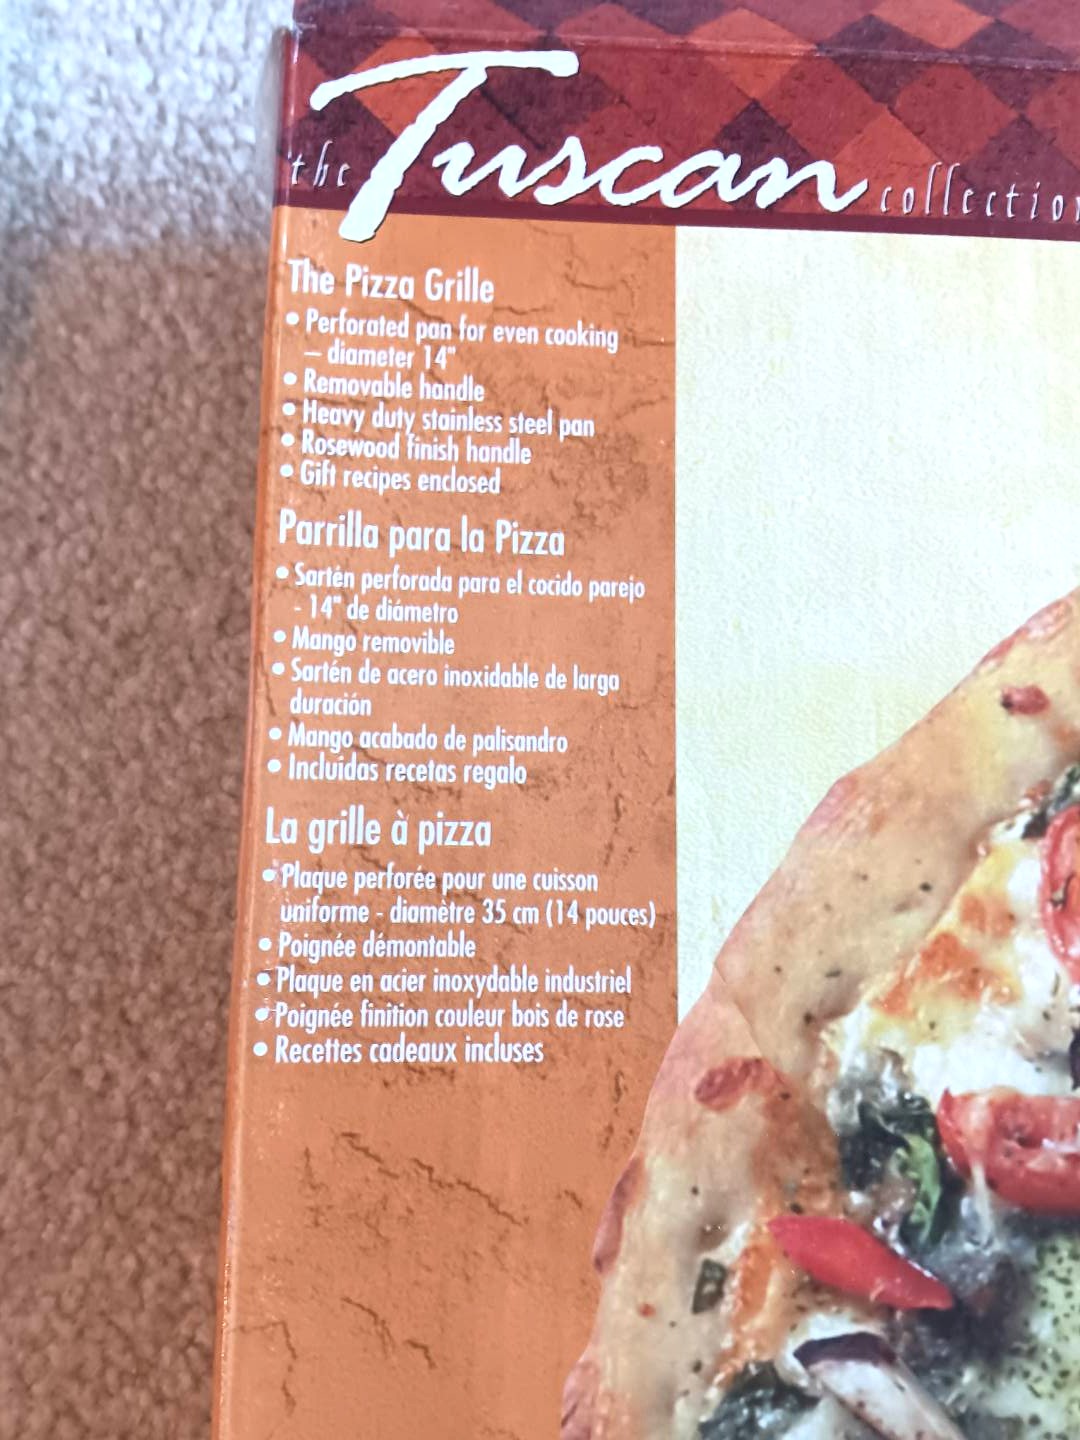 the Tuscan collection
The Pizza Grille
• Perforated pan for even cooking
– diameter 14"
• Removable handle
• Heavy duty stainless steel pan
• Rosewood finish handle
• Gift recipes enclosed
Parrilla para la Pizza
• Sartén perforada para el cocido parejo
- 14" de diámetro
• Mango removible
• Sartén de acero inoxidable de larga
duración
• Mango acabado de palisandro
• Incluídas recetas regalo
La grille à pizza
• Plaque perforée pour une cuisson
uniforme - diamètre 35 cm (14 pouces)
• Poignée démontable
• Plaque en acier inoxydable industriel
• Poignée finition couleur bois de rose
• Recettes cadeaux incluses